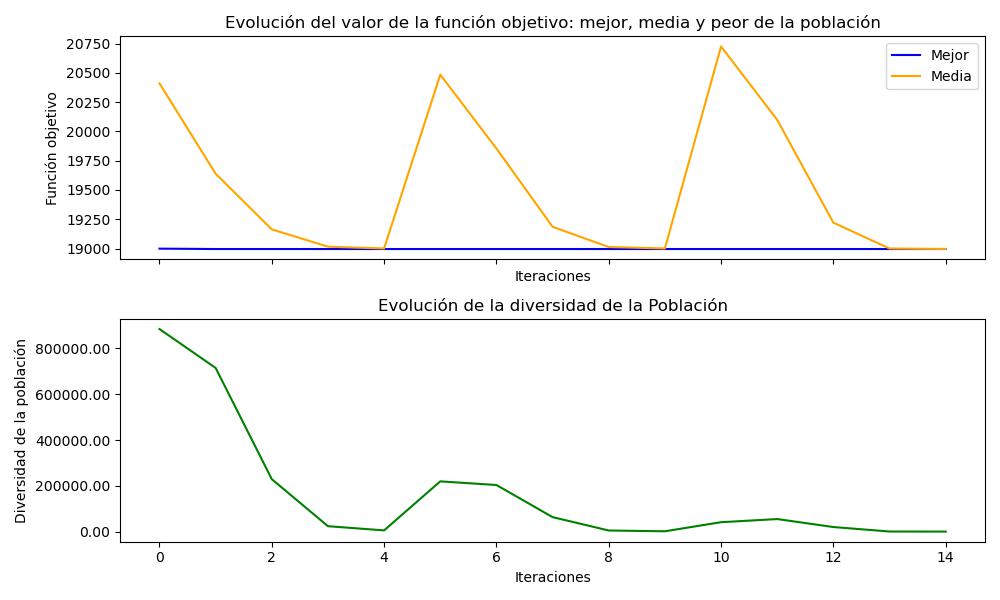 Evolución del valor de la función objetivo: mejor, media y peor de la población
Función objetivo
20750
20500
20250
20000
19750
19500
19250
19000
Mejor
Media
Iteraciones
Evolución de la diversidad de la Población
Diversidad de la población
800000.00
600000.00
400000.00
200000.00
0.00
0 2 4 6 8 10 12 14
Iteraciones